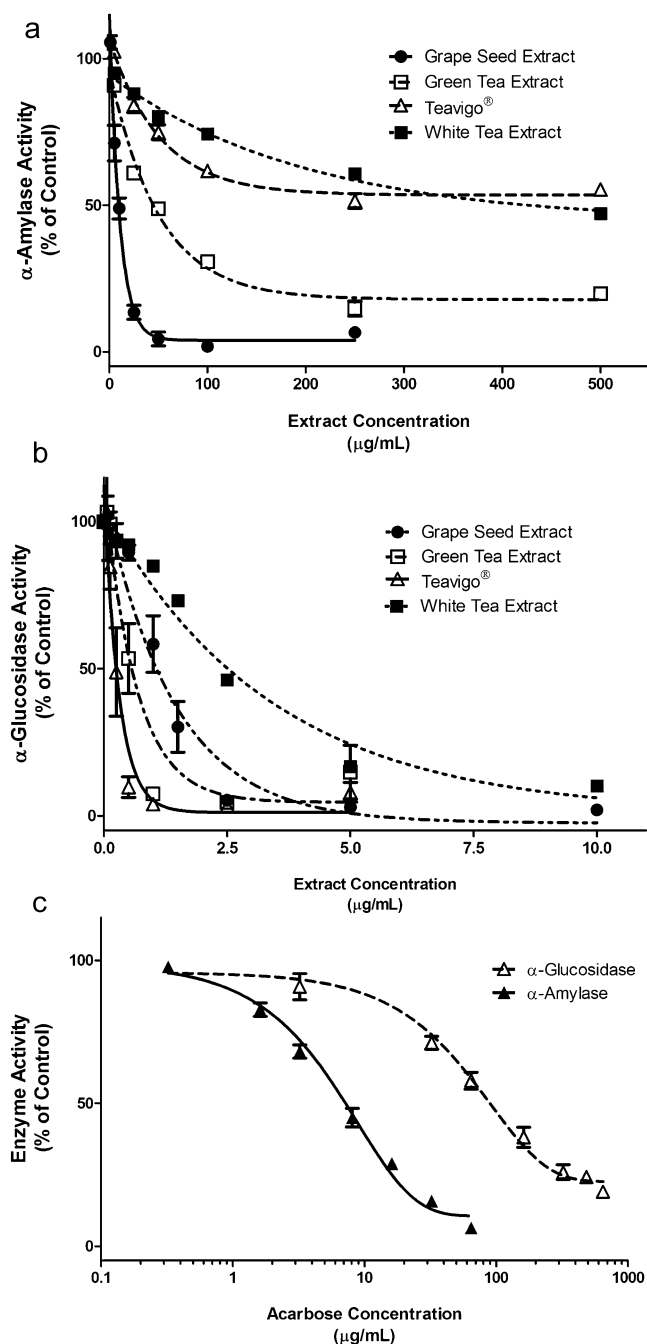 a
α-Amylase Activity
(% of Control)
100
50
0
Grape Seed Extract
Green Tea Extract
Teavigo®
White Tea Extract
0 100 200 300 400 500
Extract Concentration
(μg/mL)
b
α-Glucosidase Activity
(% of Control)
100
50
0
Grape Seed Extract
Green Tea Extract
Teavigo®
White Tea Extract
0.0 2.5 5.0 7.5 10.0
Extract Concentration
(μg/mL)
c
Enzyme Activity
(% of Control)
100
50
0
α-Glucosidase
α-Amylase
0.1 1 10 100 1000
Acarbose Concentration
(μg/mL)